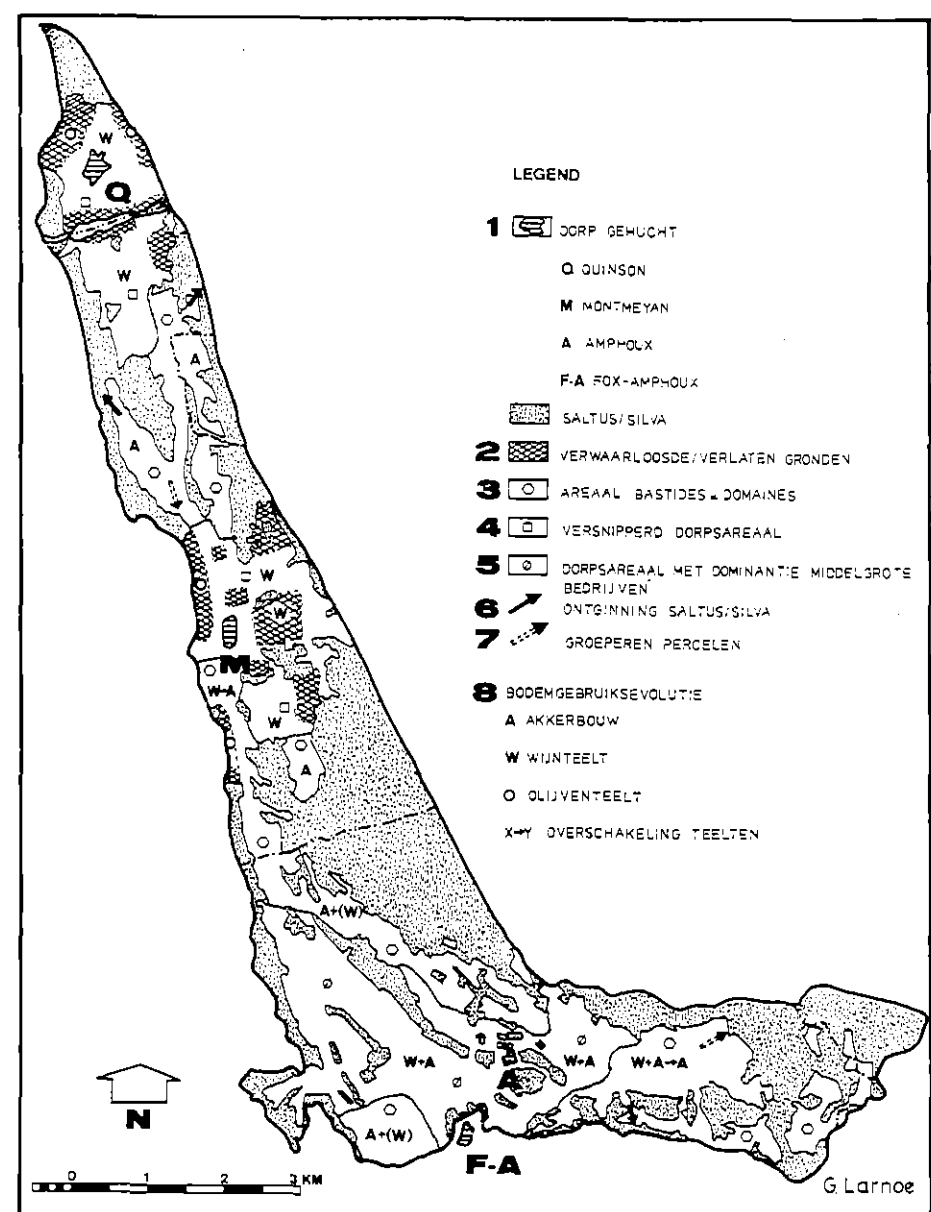 LEGEND
1 DORP GEHUCHT
Q QUINSON
M MONTMEYAN
A AMPHOUX
F-A FOX-AMPHOUX
SALTUS/SILVA
2 VERWAARLOOSDE/VERLATEN GRONDEN
3 AREAAL BASTIDES = DOMAINES
4 VERSNIPPERD DORPSAREAAL
5 DORPSAREAAL MET DOMINANTIE MIDDELGROTE
BEDRIJVEN
6 ONTGINNING SALTUS/SILVA
7 GROEPEREN PERCELEN
8 BODEMGEBRUIKSEVOLUTIE
A AKKERBOUW
W WIJNTEELT
O OLIJVENTEELT
X→Y OVERSCHAKELING TEELTEN
W
Q
W
A
A
W
W
M
W→A
W
A
A+(W)
W+A
A
W+A
W+A→A
A+(W)
F-A
N
0 1 2 3 KM
G. Larnoe